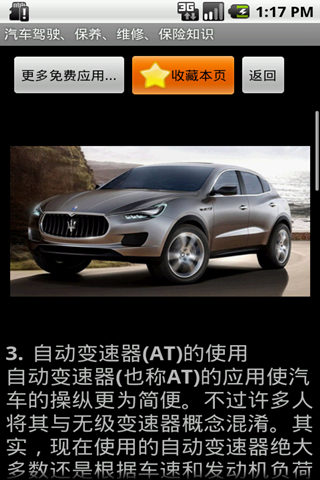 3G 1:17 PM
汽车驾驶、保养、维修、保险知识
更多免费应用... 收藏本页 返回
3. 自动变速器(AT)的使用
自动变速器(也称AT)的应用使汽
车的操纵更为简便。不过许多人
将其与无级变速器概念混淆。其
实，现在使用的自动变速器绝大
多数还是根据车速和发动机负荷